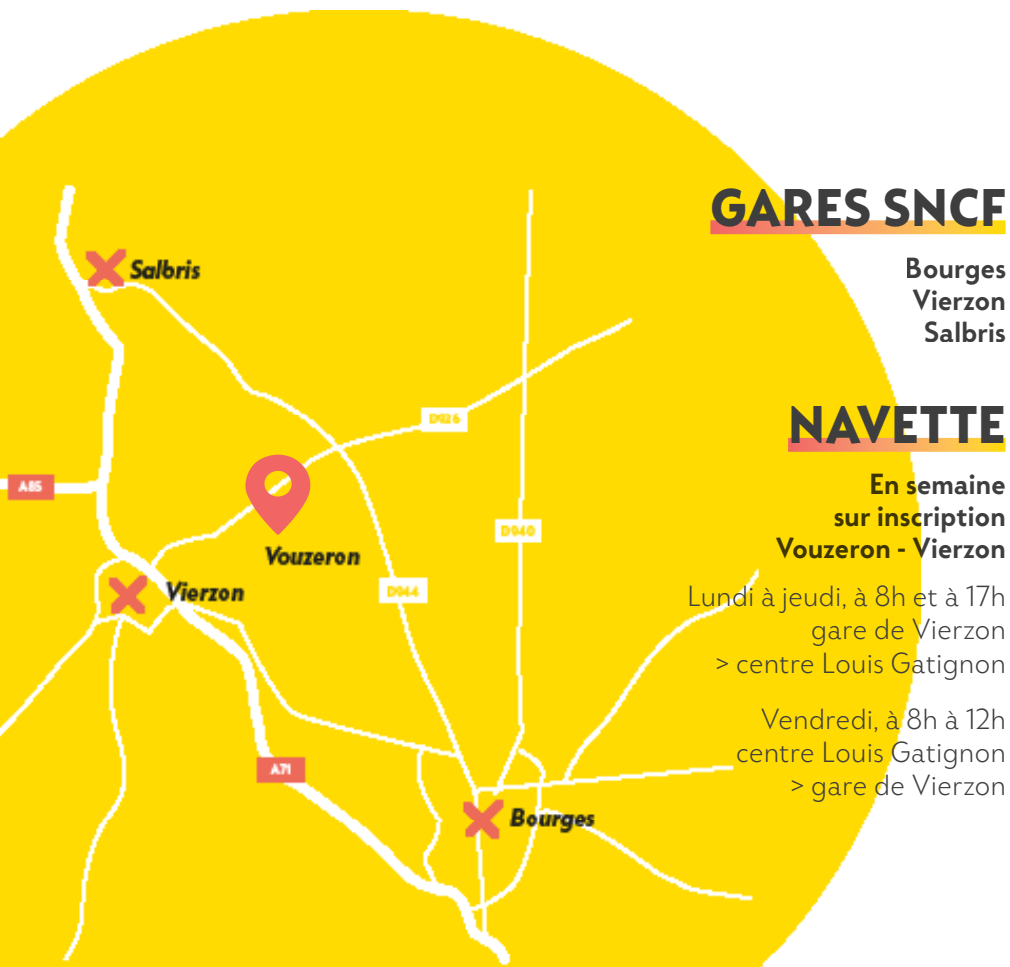 GARES SNCF
Bourges
Vierzon
Salbris
NAVETTE
En semaine
sur inscription
Vouzeron - Vierzon
Lundi à jeudi, à 8h et à 17h
gare de Vierzon
> centre Louis Gatignon
Vendredi, à 8h à 12h
centre Louis Gatignon
> gare de Vierzon
Salbris
D926
A85
D940
Vouzeron
D944
Vierzon
A71
Bourges